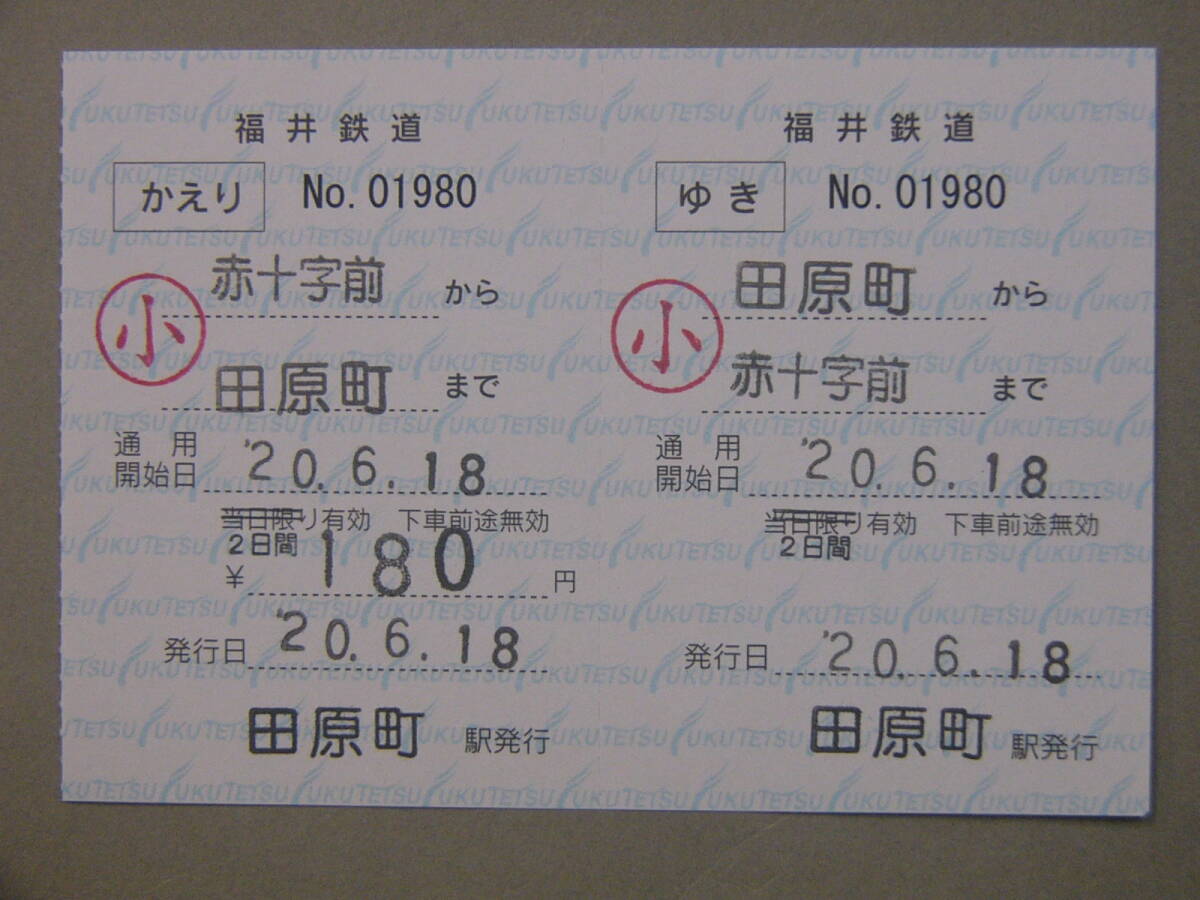 福井鉄道
かえり No.01980
赤十字前 から
小
田原町 まで
通用
開始日 '20.6.18
当日限り有効 下車前途無効
2日間
¥180円
発行日 '20.6.18
田原町 駅発行
福井鉄道
ゆき No.01980
田原町 から
小
赤十字前 まで
通用
開始日 '20.6.18
当日限り有効 下車前途無効
2日間
発行日 '20.6.18
田原町 駅発行
FUKUTETSU